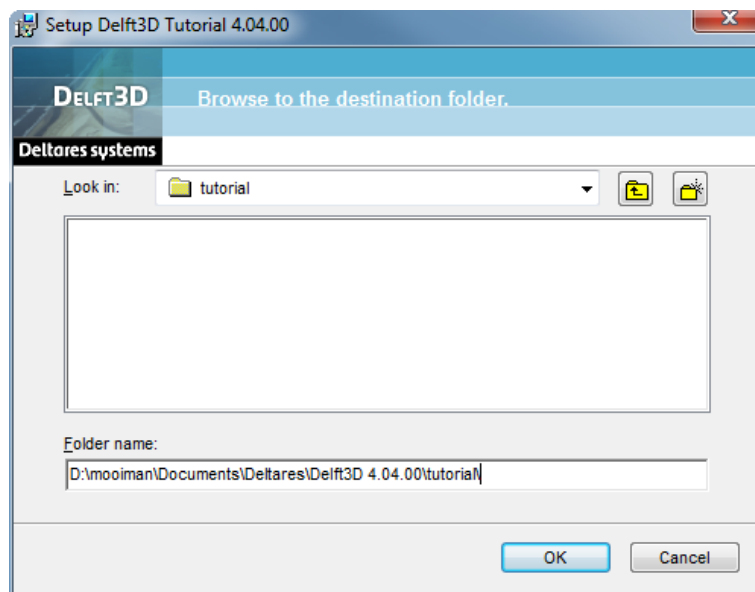 Setup Delft3D Tutorial 4.04.00
DELFT3D
Browse to the destination folder.
Deltares systems
Look in:
tutorial
Folder name:
D:\mooiman\Documents\Deltares\Delft3D 4.04.00\tutorial\
OK
Cancel